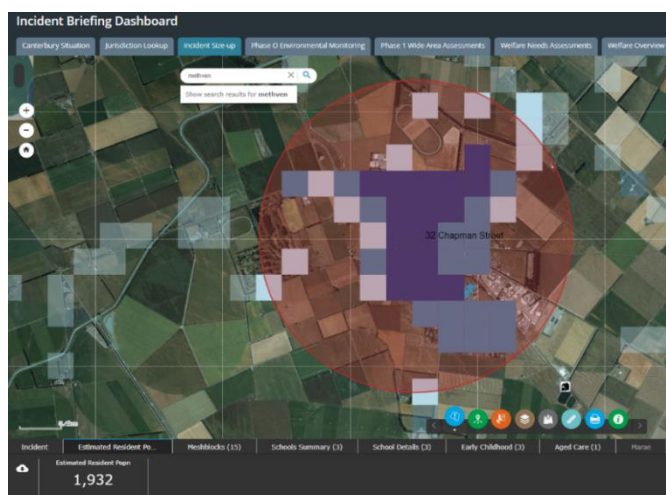 Incident Briefing Dashboard
Canterbury Situation
Jurisdiction Lookup
Incident Size-up
Phase 0 Environmental Monitoring
Phase 1 Wide Area Assessments
Welfare Needs Assessments
Welfare Overview
methven
Show search results for methven
32 Chapman Street
Incident
Estimated Resident Po...
Meshblocks (15)
Schools Summary (3)
School Details (3)
Early Childhood (3)
Aged Care (1)
Marae
Estimated Resident Popn
1,932